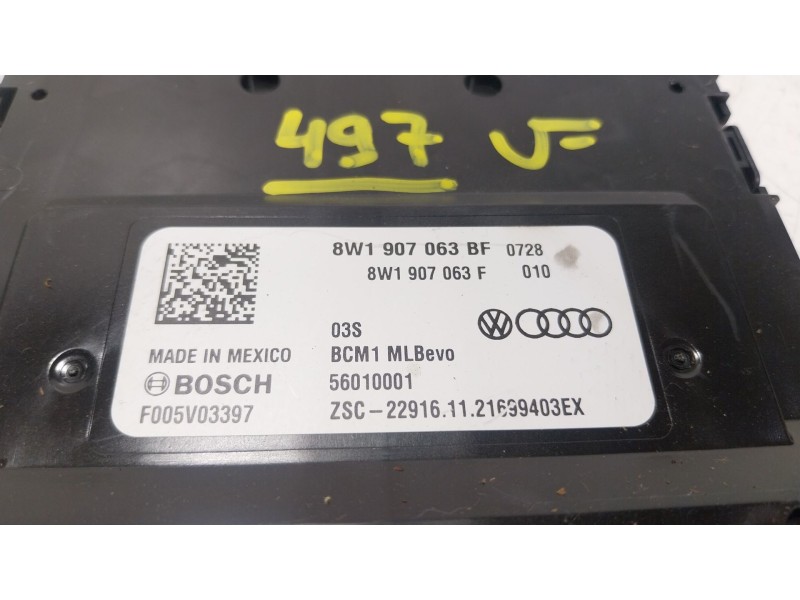 497 V-
8W1 907 063 BF 0728
8W1 907 063 F 010
03S
MADE IN MEXICO BCM1 MLBevo
BOSCH 56010001
F005V03397 ZSC-22916.11.21699403EX